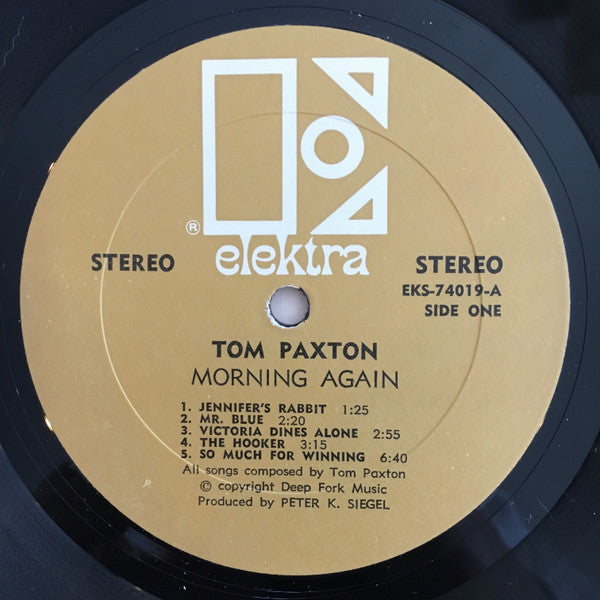 ®
elektra
STEREO STEREO
EKS-74019-A
SIDE ONE
TOM PAXTON
MORNING AGAIN
1. JENNIFER'S RABBIT 1:25
2. MR. BLUE 2:20
3. VICTORIA DINES ALONE 2:55
4. THE HOOKER 3:15
5. SO MUCH FOR WINNING 6:40
All songs composed by Tom Paxton
© copyright Deep Fork Music
Produced by PETER K. SIEGEL